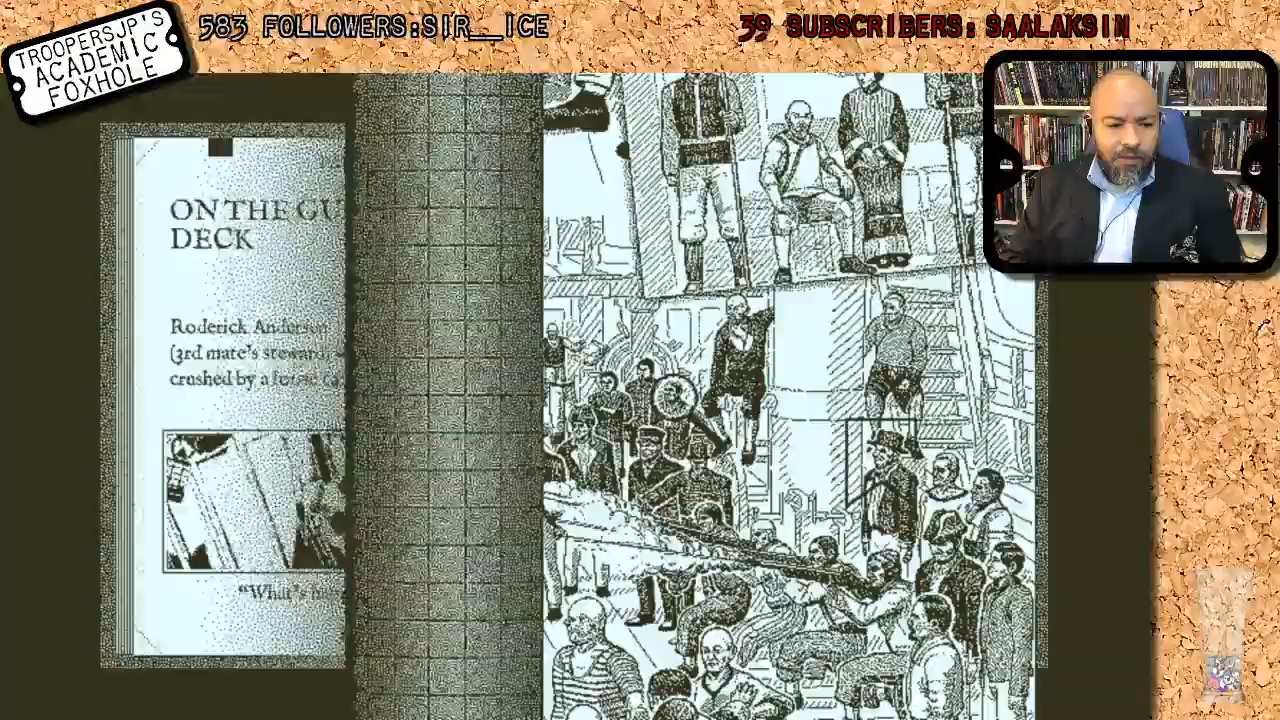 TROOPERSJP'S
ACADEMIC
FOXHOLE
583 FOLLOWERS:SIR__ICE
39 SUBSCRIBERS: SAALAKSIN
ON THE GU
DECK
Roderick Anderson
(3rd mate's steward)
crushed by a
"What's